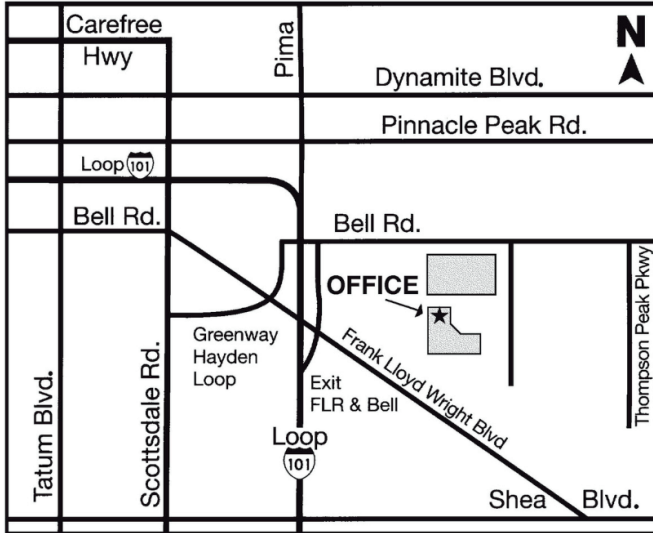 Carefree
Hwy
Pima
N
Dynamite Blvd.
Pinnacle Peak Rd.
Loop 101
Bell Rd.
Bell Rd.
OFFICE
Thompson Peak Pkwy
Greenway
Hayden
Loop
Frank Lloyd Wright Blvd
Exit
FLR & Bell
Tatum Blvd.
Scottsdale Rd.
Loop
101
Shea Blvd.